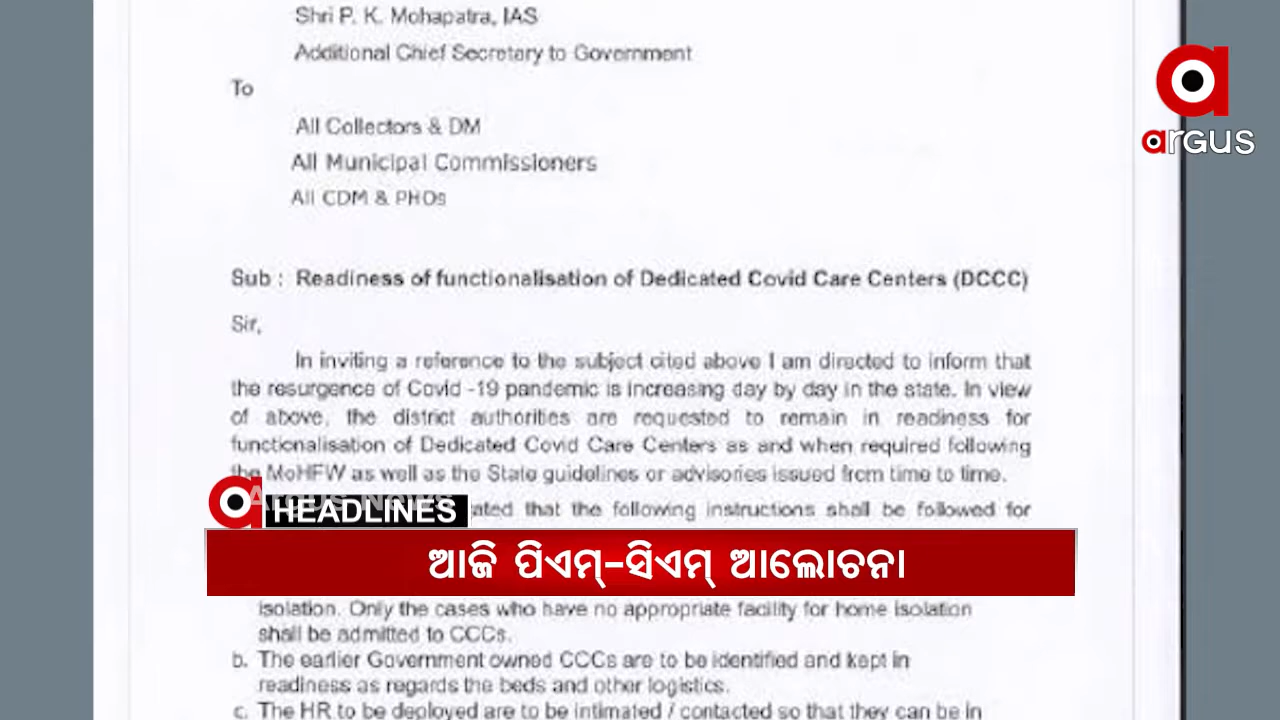 Shri P. K. Mohapatra, IAS
Additional Chief Secretary to Government
To
All Collectors & DM
All Municipal Commissioners
All CDM & PHOs
argus
Sub : Readiness of functionalisation of Dedicated Covid Care Centers (DCCC)
Sir,
In inviting a reference to the subject cited above I am directed to inform that
the resurgence of Covid -19 pandemic is increasing day by day in the state. In view
of above, the district authorities are requested to remain in readiness for
functionalisation of Dedicated Covid Care Centers as and when required following
the MoHFW as well as the State guidelines or advisories issued from time to time.
that the following instructions shall be followed for
HEADLINES
ଆଜି ପିଏମ୍-ସିଏମ୍ ଆଲୋଚନା
isolation. Only the cases who have no appropriate facility for home isolation
shall be admitted to CCCs.
b. The earlier Government owned CCCs are to be identified and kept in
readiness as regards the beds and other logistics.
c. The HR to be deployed are to be intimated / contacted so that they can be in